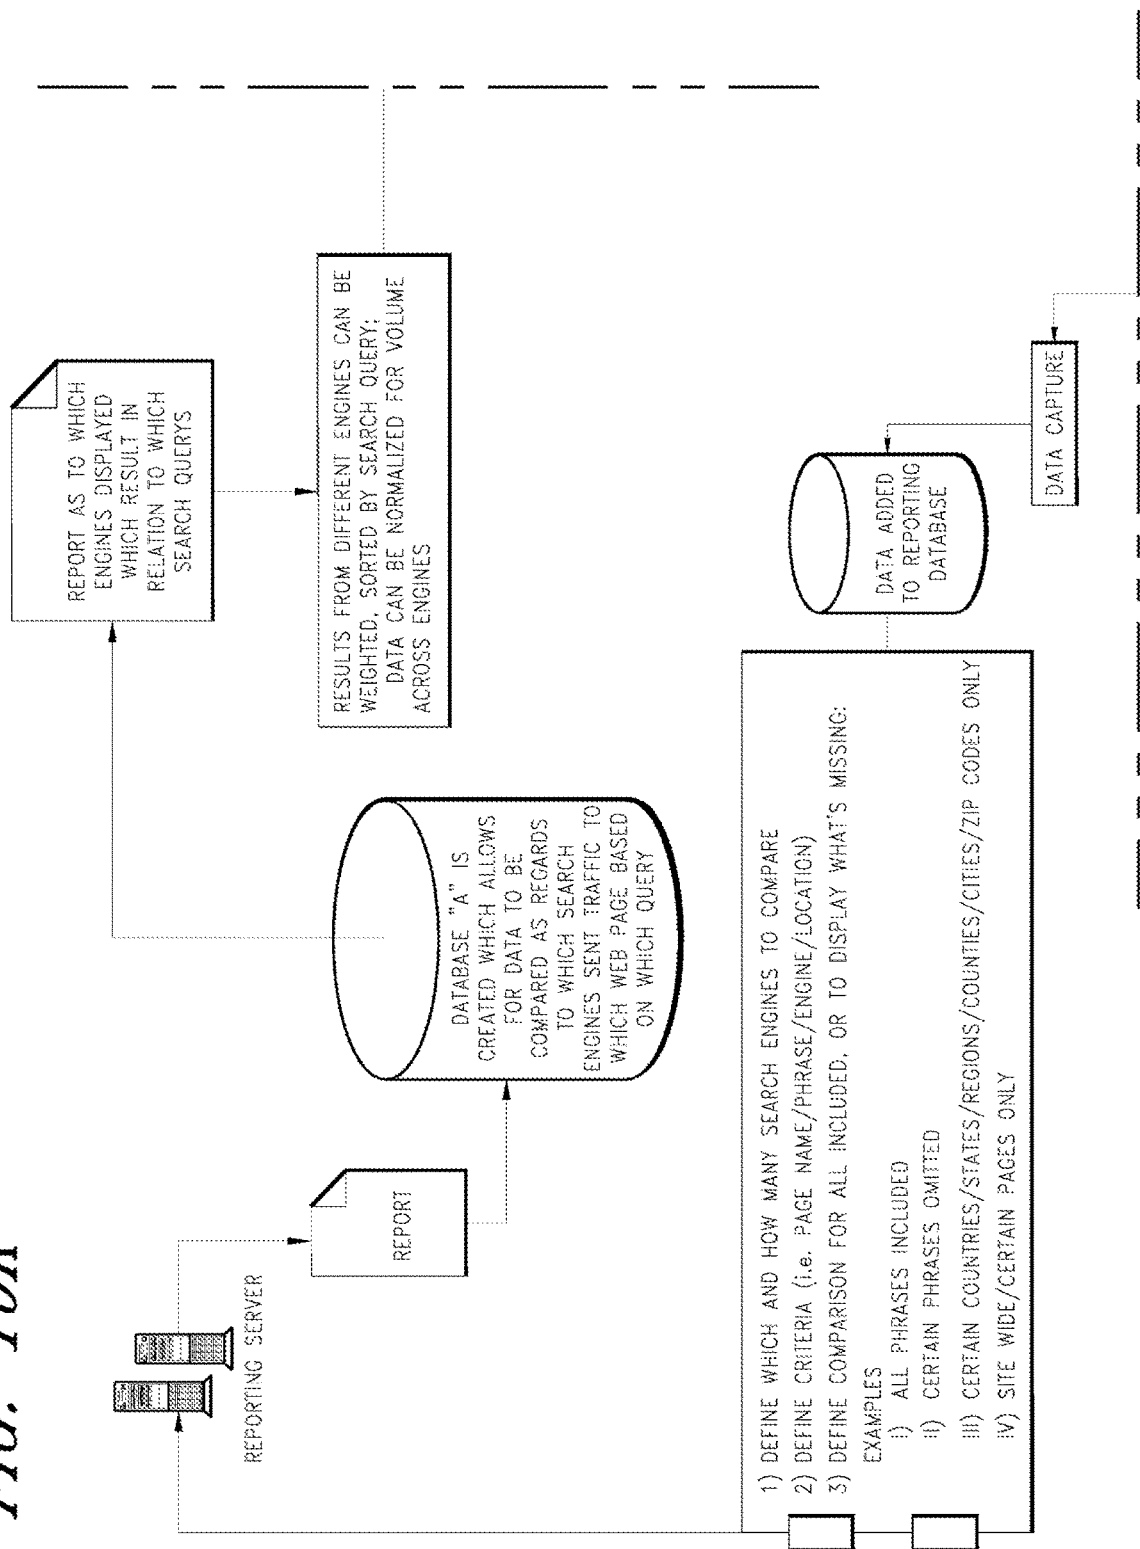 REPORT AS TO WHICH
ENGINES DISPLAYED
WHICH RESULT IN
RELATION TO WHICH
SEARCH QUERYS
RESULTS FROM DIFFERENT ENGINES CAN BE
WEIGHTED, SORTED BY SEARCH QUERY;
DATA CAN BE NORMALIZED FOR VOLUME
ACROSS ENGINES
DATABASE "A" IS
CREATED WHICH ALLOWS
FOR DATA TO BE
COMPARED AS REGARDS
TO WHICH SEARCH
ENGINES SENT TRAFFIC TO
WHICH WEB PAGE BASED
ON WHICH QUERY
REPORTING SERVER
REPORT
1) DEFINE WHICH AND HOW MANY SEARCH ENGINES TO COMPARE
2) DEFINE CRITERIA (i.e. PAGE NAME/PHRASE/ENGINE/LOCATION)
3) DEFINE COMPARISON FOR ALL INCLUDED, OR TO DISPLAY WHAT'S MISSING:
EXAMPLES
i) ALL PHRASES INCLUDED
ii) CERTAIN PHRASES OMITTED
iii) CERTAIN COUNTRIES/STATES/REGIONS/COUNTIES/CITIES/ZIP CODES ONLY
iv) SITE WIDE/CERTAIN PAGES ONLY
DATA ADDED
TO REPORTING
DATABASE
DATA CAPTURE